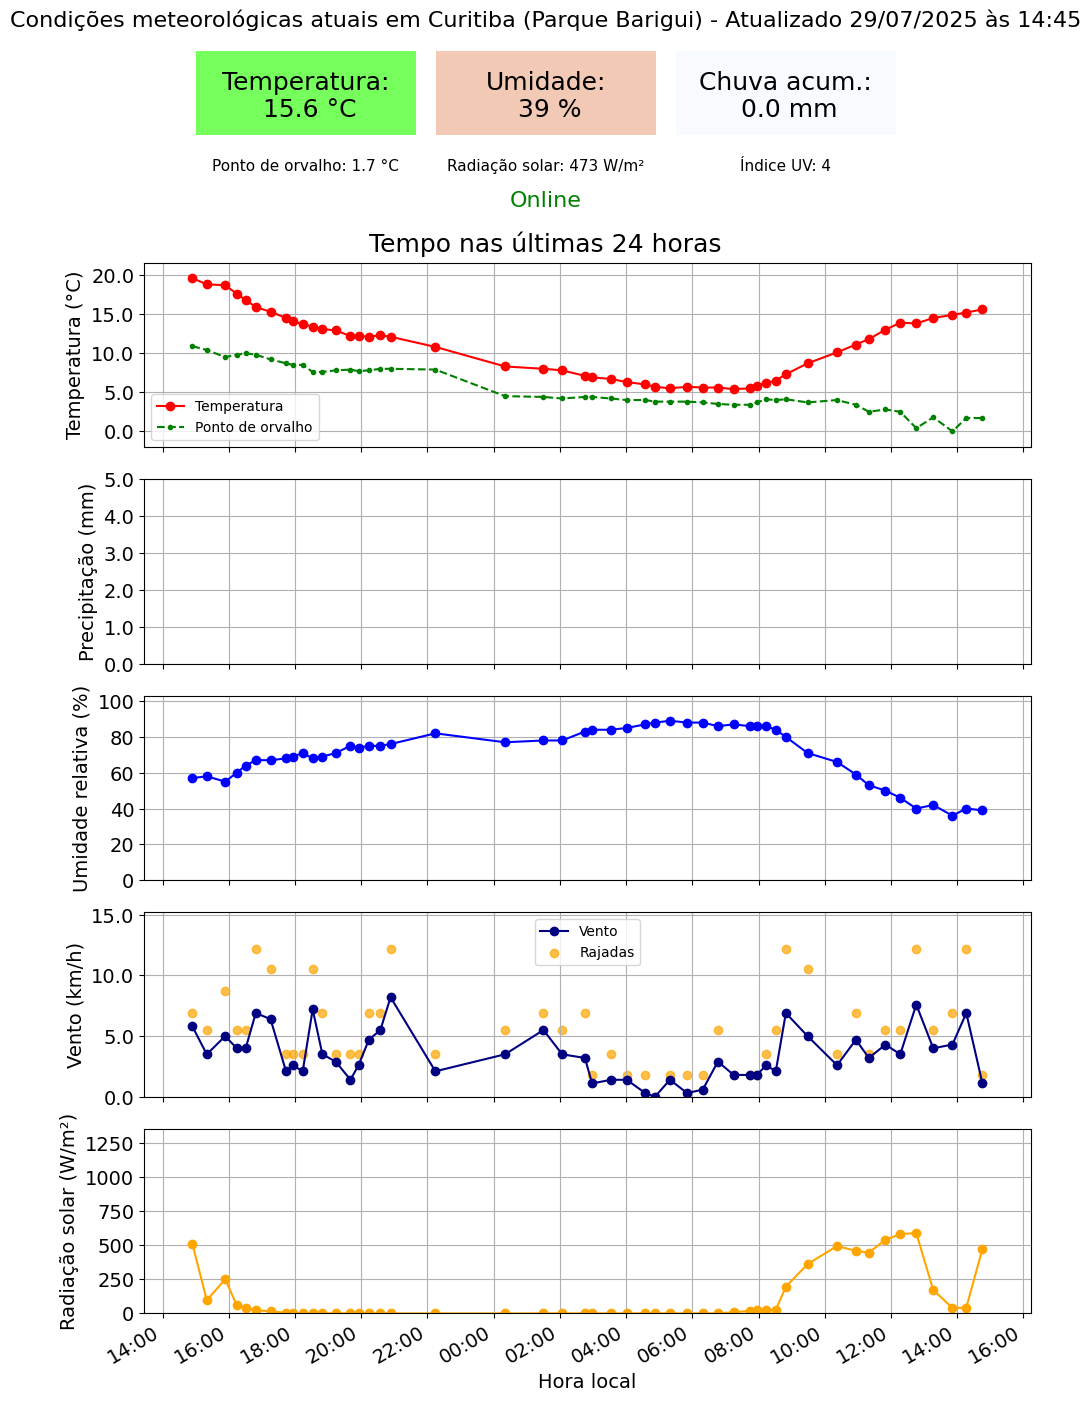 Condições meteorológicas atuais em Curitiba (Parque Barigui) - Atualizado 29/07/2025 às 14:45
Temperatura:
15.6 °C
Umidade:
39 %
Chuva acum.:
0.0 mm
Ponto de orvalho: 1.7 °C
Radiação solar: 473 W/m²
Índice UV: 4
Online
Tempo nas últimas 24 horas
Temperatura (°C)
20.0
15.0
10.0
5.0
0.0
Temperatura
Ponto de orvalho
Precipitação (mm)
5.0
4.0
3.0
2.0
1.0
0.0
Umidade relativa (%)
100
80
60
40
20
0
Vento (km/h)
15.0
10.0
5.0
0.0
Vento
Rajadas
Radiação solar (W/m²)
1250
1000
750
500
250
0
14:00
16:00
18:00
20:00
22:00
00:00
02:00
04:00
06:00
08:00
10:00
12:00
14:00
16:00
Hora local